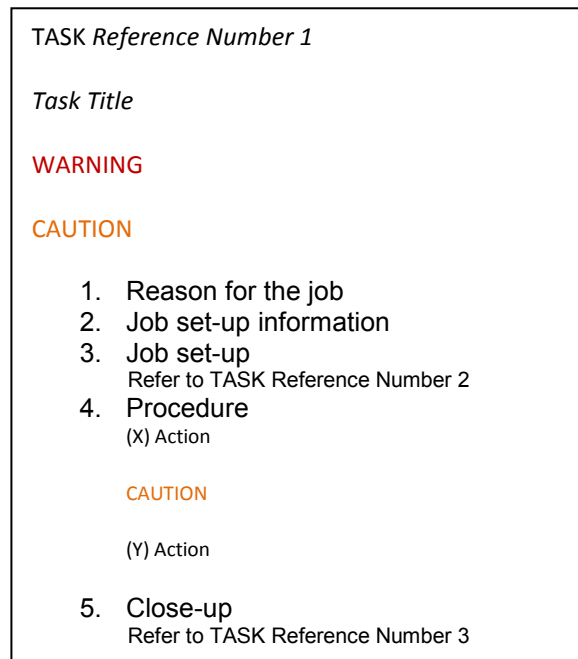 TASK Reference Number 1
Task Title
WARNING
CAUTION
1. Reason for the job
2. Job set-up information
3. Job set-up
Refer to TASK Reference Number 2
4. Procedure
(X) Action
CAUTION
(Y) Action
5. Close-up
Refer to TASK Reference Number 3